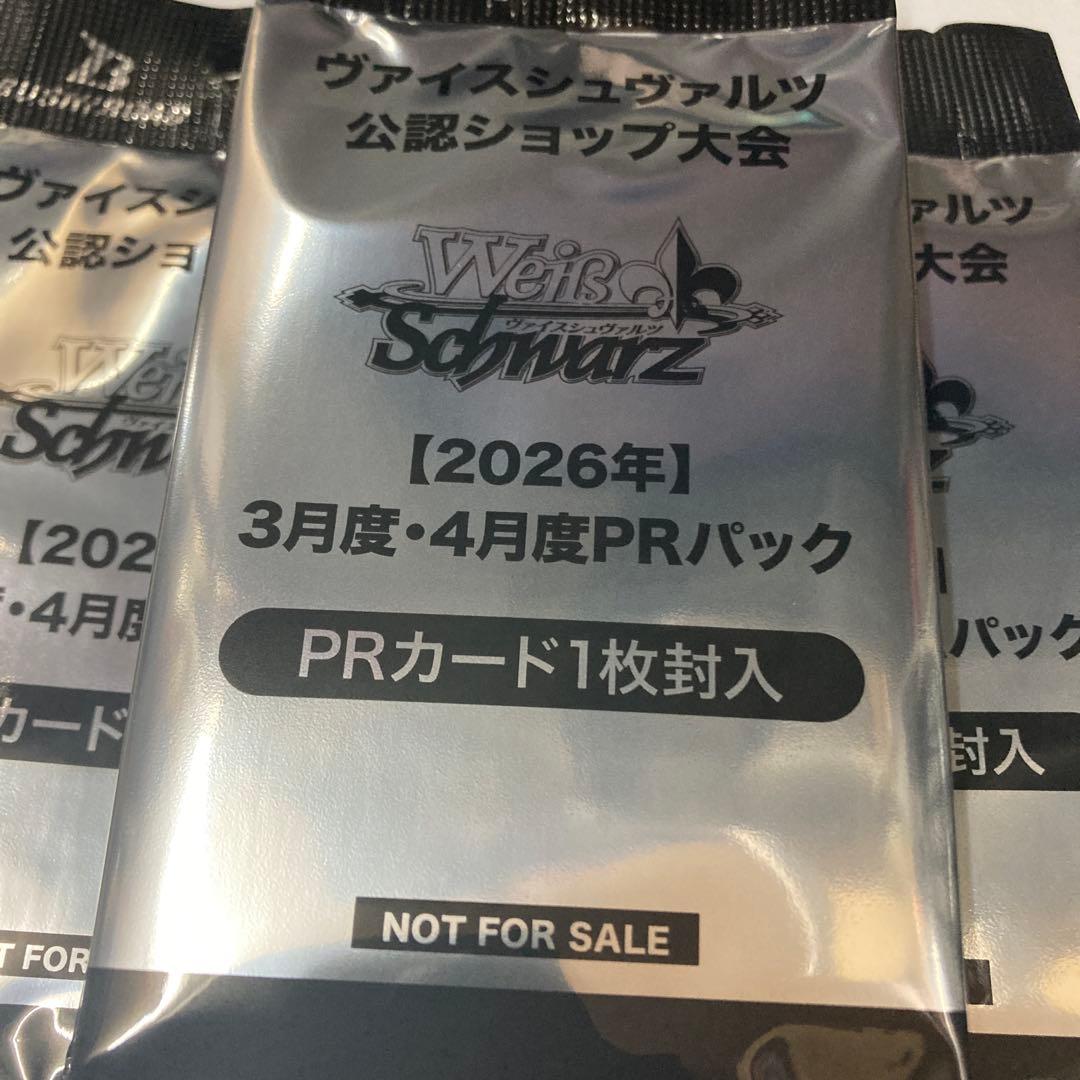 ヴァイスシュヴァルツ
公認ショップ大会
Weiß
ヴァイスシュヴァルツ
Schwarz
【2026年】
3月度・4月度PRパック
PRカード1枚封入
NOT FOR SALE
ヴァイスシ
公認ショ
Wei
Schw
【202
・4月度
カード
T FOR
ァルツ
大会
パック
封入